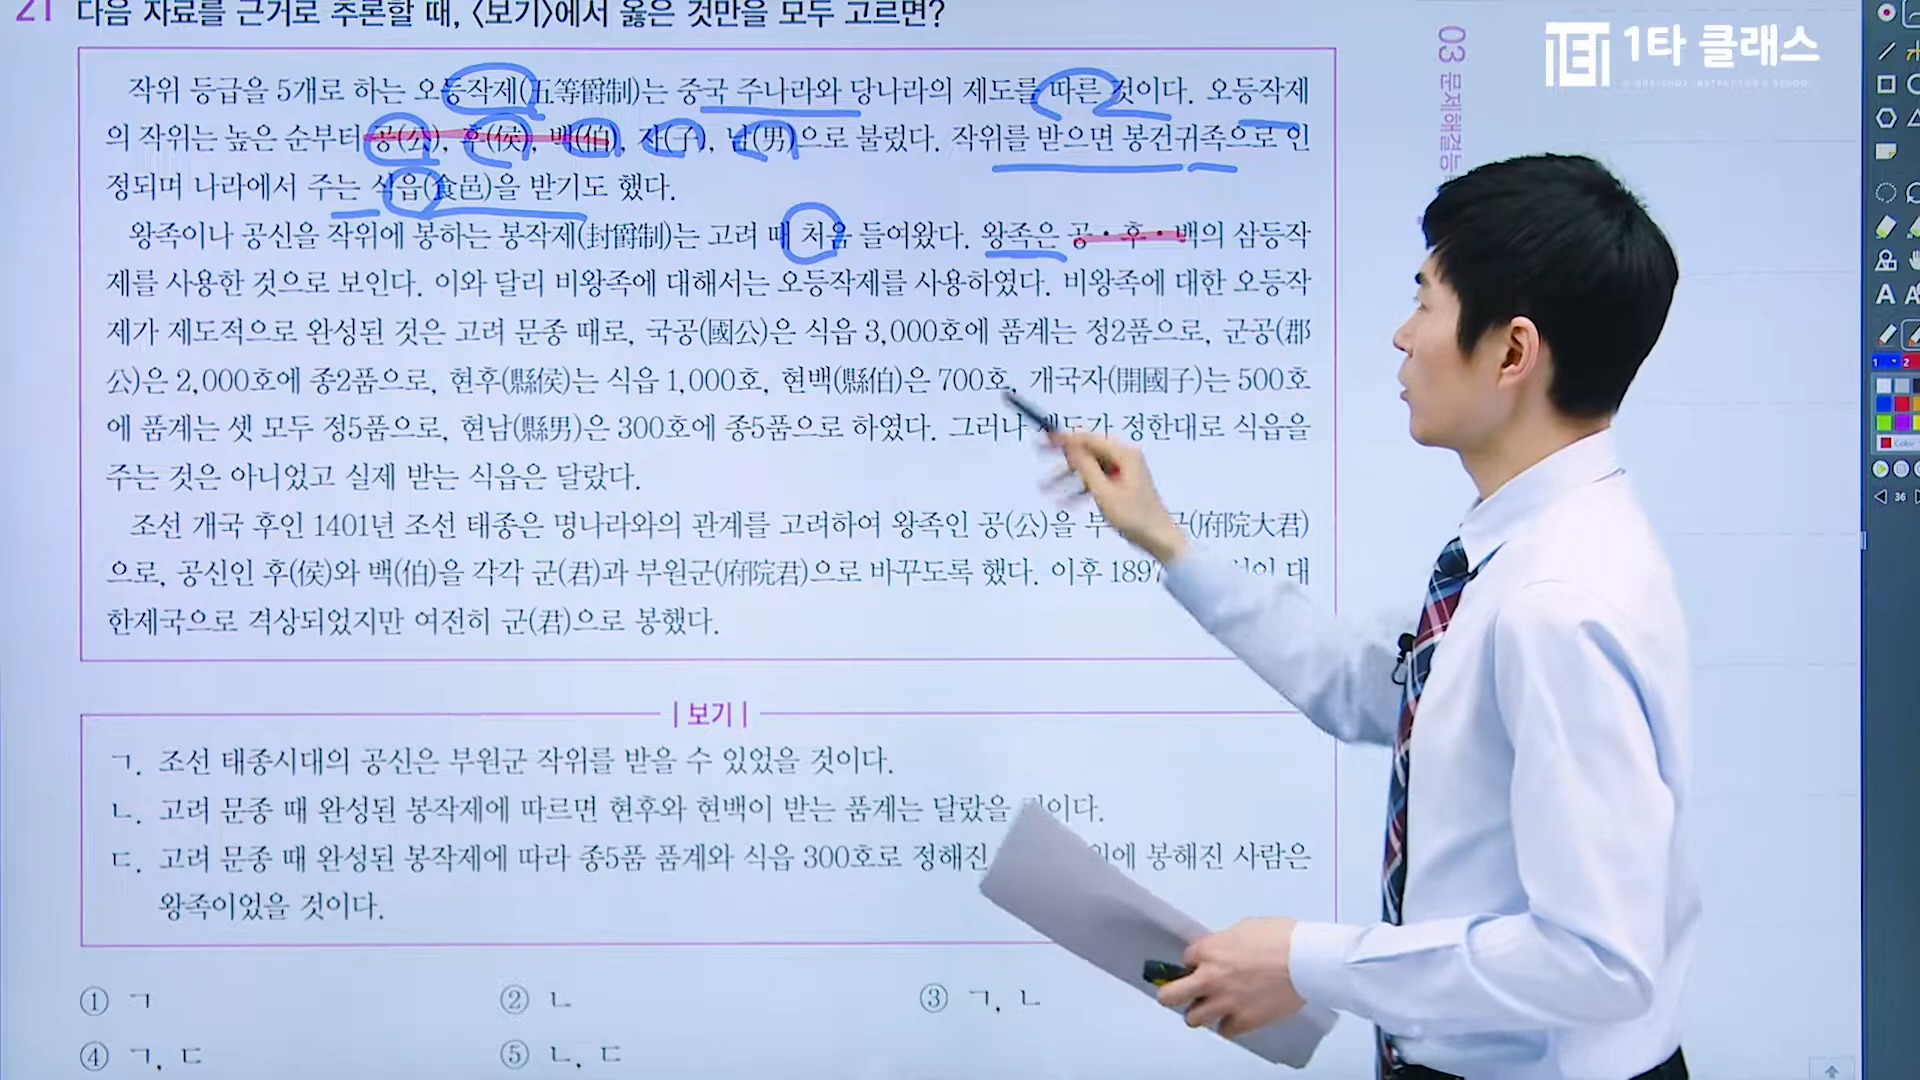 21 다음 자료를 근거로 추론할 때, <보기>에서 옳은 것만을 모두 고르면?
1타 클래스
03 문제해결능
작위 등급을 5개로 하는 오등작제(五等爵制)는 중국 주나라와 당나라의 제도를 따른 것이다. 오등작제
의 작위는 높은 순부터 공(公), 후(侯), 백(伯), 자(子), 남(男)으로 불렀다. 작위를 받으면 봉건귀족으로 인
정되며 나라에서 주는 식읍(食邑)을 받기도 했다.
왕족이나 공신을 작위에 봉하는 봉작제(封爵制)는 고려 때 처음 들여왔다. 왕족은 공·후·백의 삼등작
제를 사용한 것으로 보인다. 이와 달리 비왕족에 대해서는 오등작제를 사용하였다. 비왕족에 대한 오등작
제가 제도적으로 완성된 것은 고려 문종 때로, 국공(國公)은 식읍 3,000호에 품계는 정2품으로, 군공(郡
公)은 2,000호에 종2품으로, 현후(縣侯)는 식읍 1,000호, 현백(縣伯)은 700호, 개국자(開國子)는 500호
에 품계는 셋 모두 정5품으로, 현남(縣男)은 300호에 종5품으로 하였다. 그러나 제도가 정한대로 식읍을
주는 것은 아니었고 실제 받는 식읍은 달랐다.
조선 개국 후인 1401년 조선 태종은 명나라와의 관계를 고려하여 왕족인 공(公)을 부 군(府院大君)
으로, 공신인 후(侯)와 백(伯)을 각각 군(君)과 부원군(府院君)으로 바꾸도록 했다. 이후 1897 대
한제국으로 격상되었지만 여전히 군(君)으로 봉했다.
| 보기 |
ㄱ. 조선 태종시대의 공신은 부원군 작위를 받을 수 있었을 것이다.
ㄴ. 고려 문종 때 완성된 봉작제에 따르면 현후와 현백이 받는 품계는 달랐을 것이다.
ㄷ. 고려 문종 때 완성된 봉작제에 따라 종5품 품계와 식읍 300호로 정해진 에 봉해진 사람은
왕족이었을 것이다.
① ㄱ ② ㄴ ③ ㄱ, ㄴ
④ ㄱ, ㄷ ⑤ ㄴ, ㄷ
36